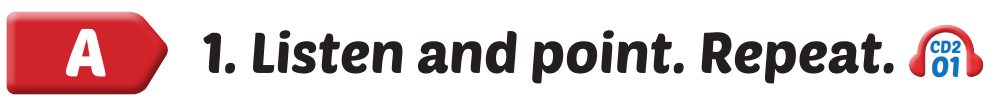 A 1. Listen and point. Repeat. CD2
01